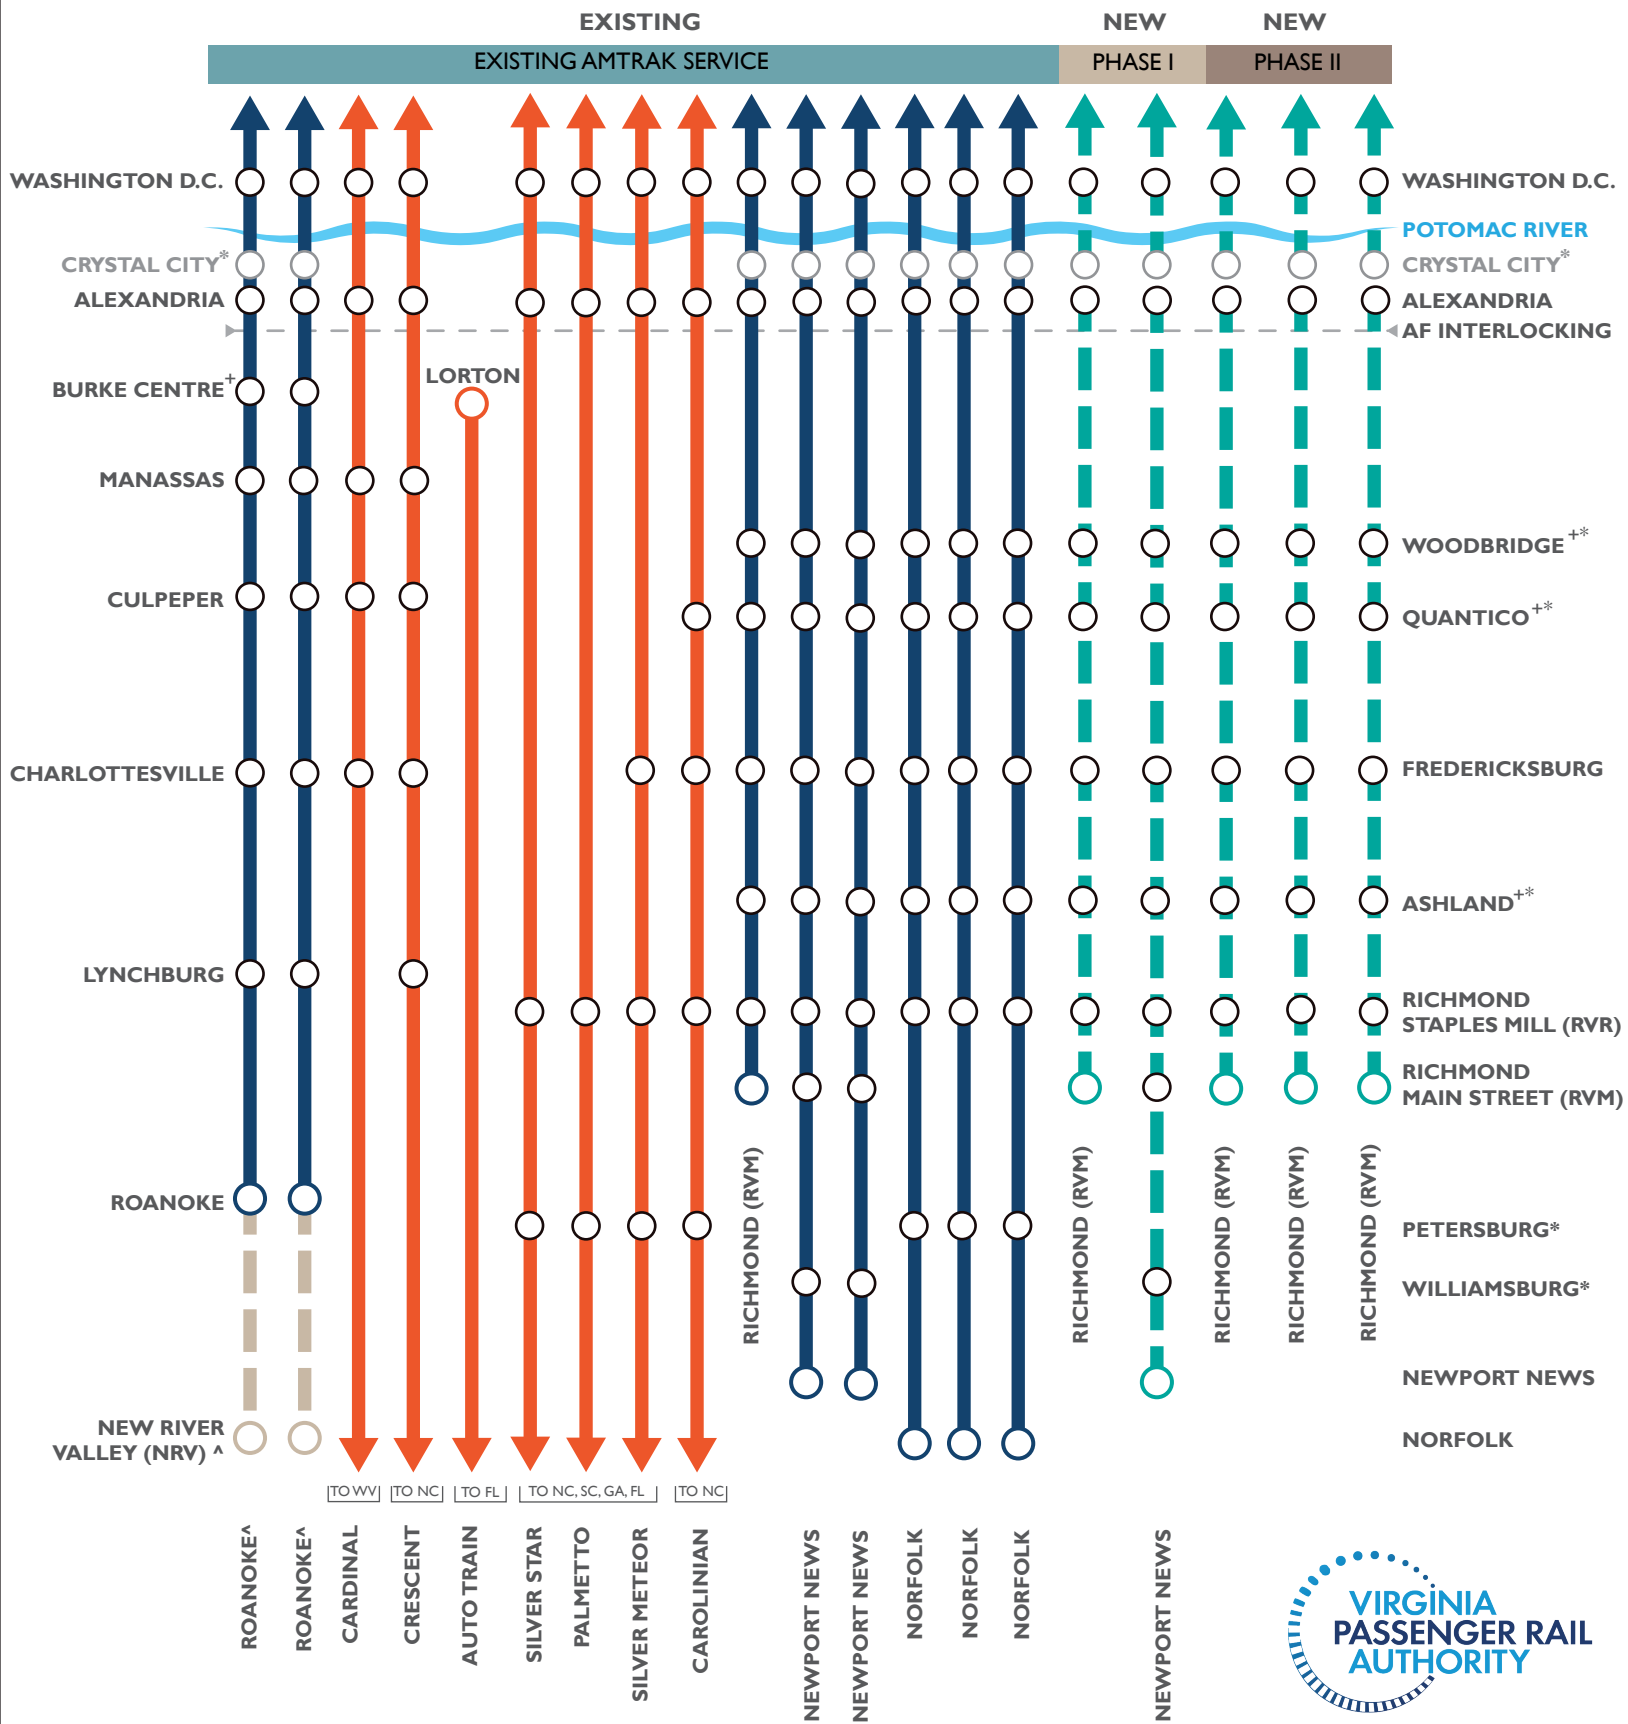 EXISTING
NEW
NEW
EXISTING AMTRAK SERVICE
PHASE I
PHASE II
WASHINGTON D.C.
WASHINGTON D.C.
POTOMAC RIVER
CRYSTAL CITY*
CRYSTAL CITY*
ALEXANDRIA
ALEXANDRIA
AF INTERLOCKING
LORTON
BURKE CENTRE+
MANASSAS
WOODBRIDGE+*
CULPEPER
QUANTICO+*
CHARLOTTESVILLE
FREDERICKSBURG
ASHLAND+*
LYNCHBURG
RICHMOND
STAPLES MILL (RVR)
RICHMOND
MAIN STREET (RVM)
RICHMOND (RVM)
RICHMOND (RVM)
RICHMOND (RVM)
RICHMOND (RVM)
RICHMOND (RVM)
ROANOKE
PETERSBURG*
WILLIAMSBURG*
NEWPORT NEWS
NEW RIVER
VALLEY (NRV) ^
NORFOLK
TO WV
TO NC
TO FL
TO NC, SC, GA, FL
TO NC
ROANOKE^
ROANOKE^
CARDINAL
CRESCENT
AUTO TRAIN
SILVER STAR
PALMETTO
SILVER METEOR
CAROLINIAN
NEWPORT NEWS
NEWPORT NEWS
NORFOLK
NORFOLK
NORFOLK
NEWPORT NEWS
VIRGINIA
PASSENGER RAIL
AUTHORITY